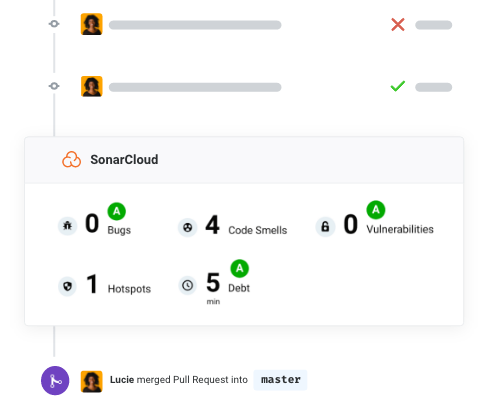 SonarCloud
0 A Bugs 4 Code Smells 0 A Vulnerabilities
1 Hotspots 5 min A Debt
Lucie merged Pull Request into master